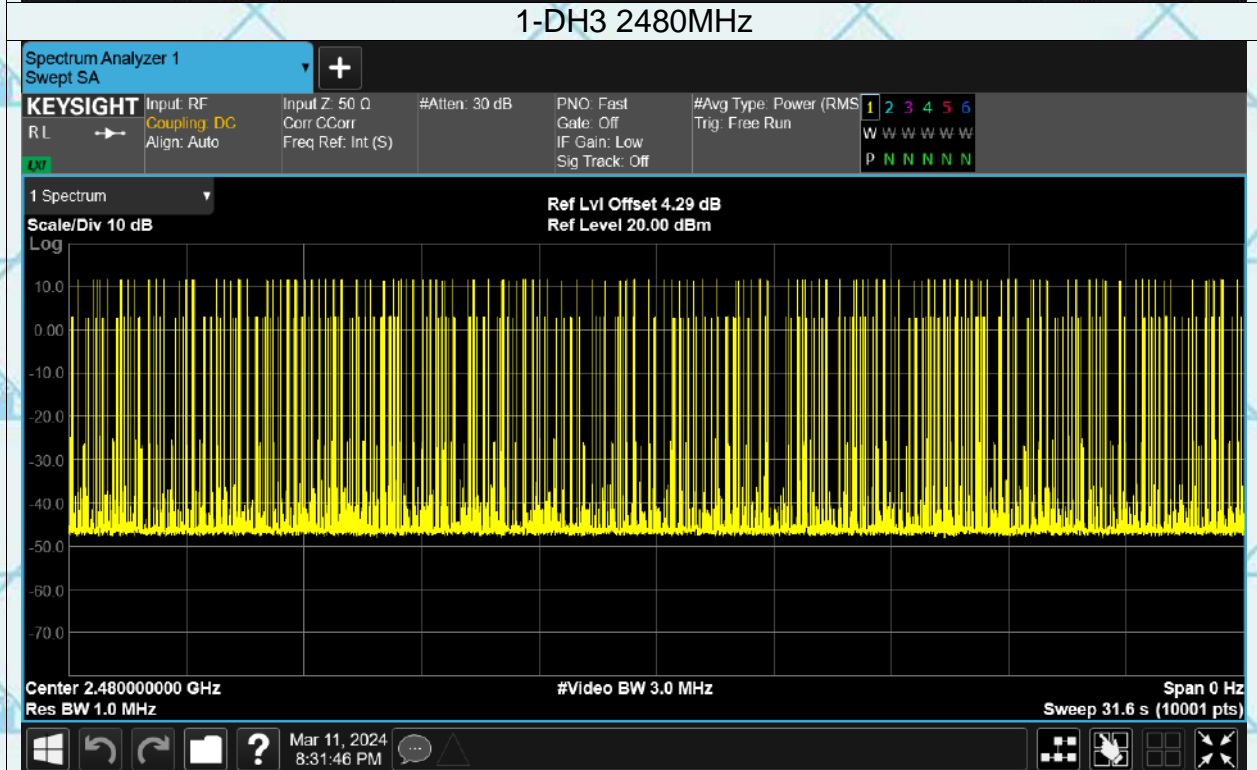 1-DH3 2480MHz
Spectrum Analyzer 1
Swept SA
+
KEYSIGHT
RL
LXI
Input: RF
Coupling: DC
Align: Auto
Input Z: 50 Ω
Corr CCorr
Freq Ref: Int (S)
#Atten: 30 dB
PNO: Fast
Gate: Off
IF Gain: Low
Sig Track: Off
#Avg Type: Power (RMS
Trig: Free Run
1 2 3 4 5 6
W W W W W W
P N N N N N
1 Spectrum
Scale/Div 10 dB
Ref Lvl Offset 4.29 dB
Ref Level 20.00 dBm
Log
10.0
0.00
-10.0
-20.0
-30.0
-40.0
-50.0
-60.0
-70.0
Center 2.480000000 GHz
#Video BW 3.0 MHz
Span 0 Hz
Res BW 1.0 MHz
Sweep 31.6 s (10001 pts)
?
Mar 11, 2024
8:31:46 PM